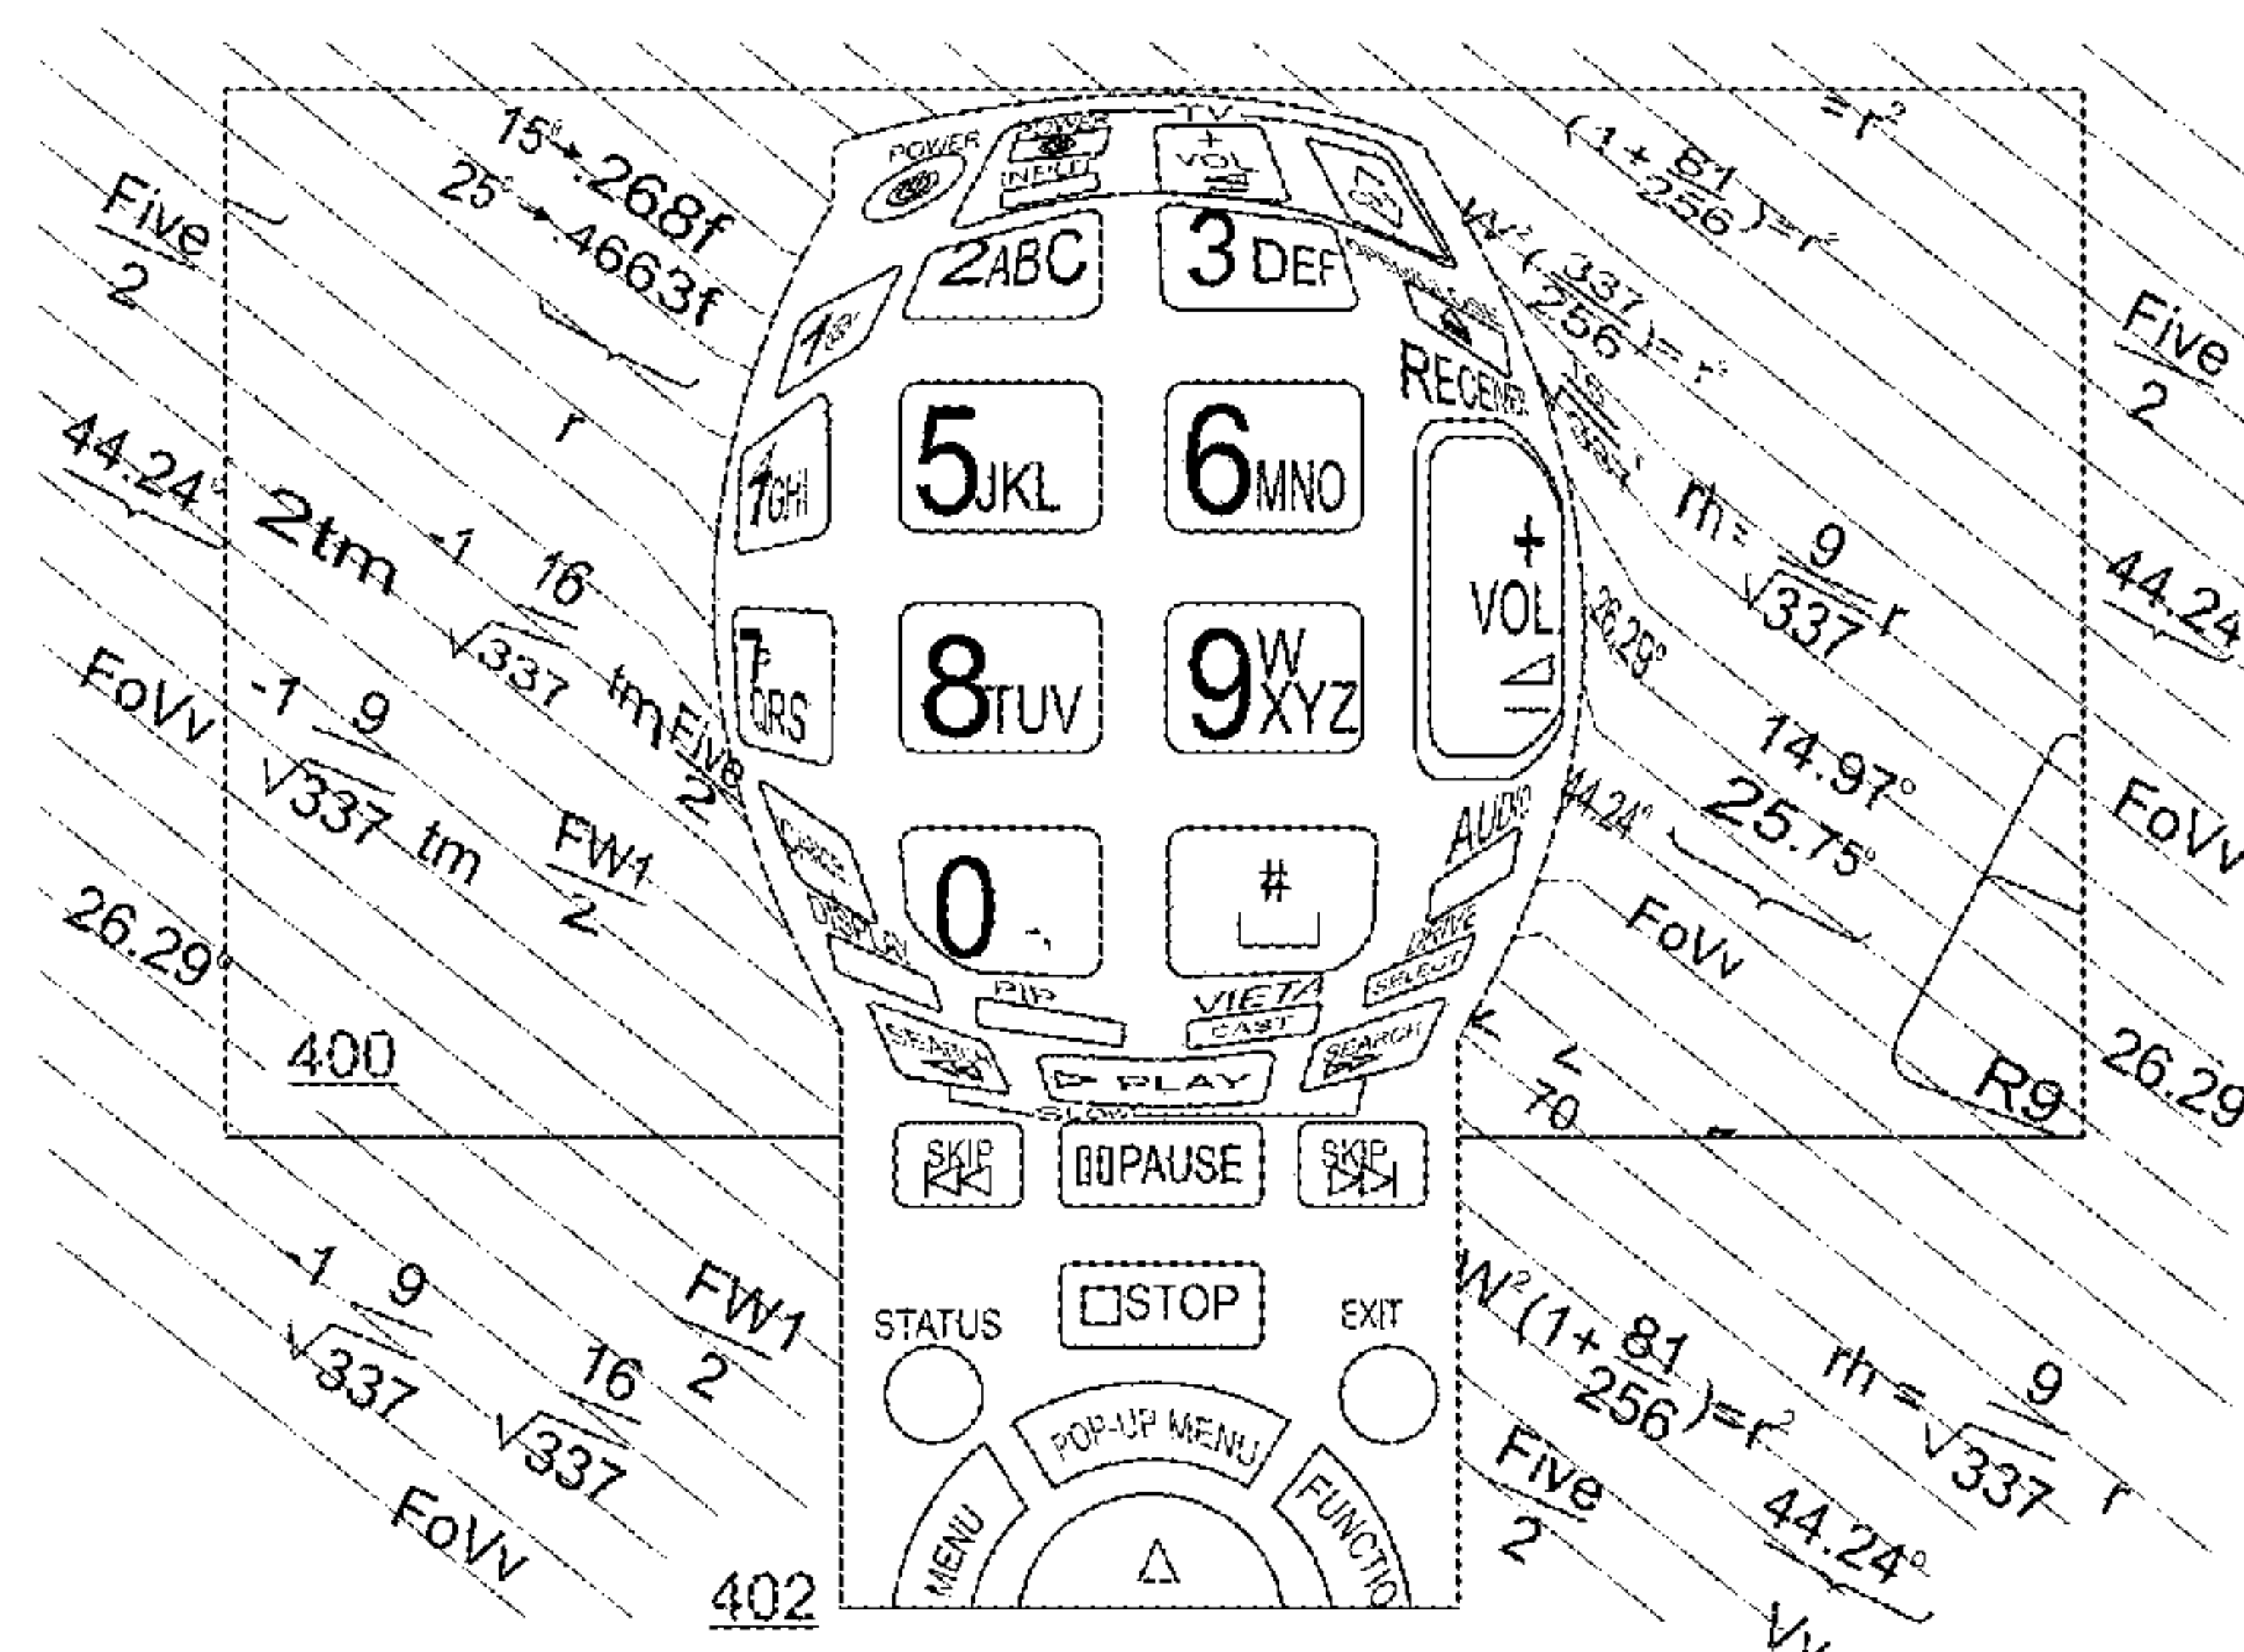 = r²
(1+81/256)=r²
15°→.268f
25°→.4663f
TV
POWER
POWER
INPUT
+
VOL
Five/2
2ABC
3 DEF
W²(337/256)=r²
Five/2
RECEIVER
r
5JKL
6MNO
44.24°
2tm
-1 16/√337
GHI
+
VOL
rh= 9/√337 r
44.24
tm Five/2
FoVv
-1 9/√337 tm
7P
QRS
8TUV
9W
XYZ
26.29°
14.97°
25.75°
FoVv
FW1/2
44.24°
AUDIO
0
#
FoVv
26.29°
DRIVE
SELECT
PIP
CAST
400
SEARCH
PLAY
SEARCH
<
<
70
R9
26.29
SLOW
SKIP
PAUSE
SKIP
-1 9/√337
16/√337
FW1/2
STATUS
STOP
EXIT
W²(1+81/256)=r²
rh= 9/√337 r
POP-UP MENU
MENU
FUNCTIO
Five/2
44.24°
FoVv
402
Vv